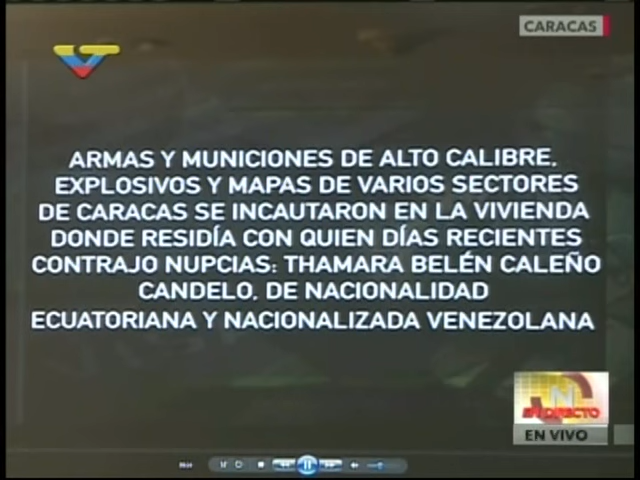 CARACAS
ARMAS Y MUNICIONES DE ALTO CALIBRE,
EXPLOSIVOS Y MAPAS DE VARIOS SECTORES
DE CARACAS SE INCAUTARON EN LA VIVIENDA
DONDE RESIDÍA CON QUIEN DÍAS RECIENTES
CONTRAJO NUPCIAS: THAMARA BELÉN CALEÑO
CANDELO, DE NACIONALIDAD
ECUATORIANA Y NACIONALIZADA VENEZOLANA
N
EN DIRECTO
EN VIVO